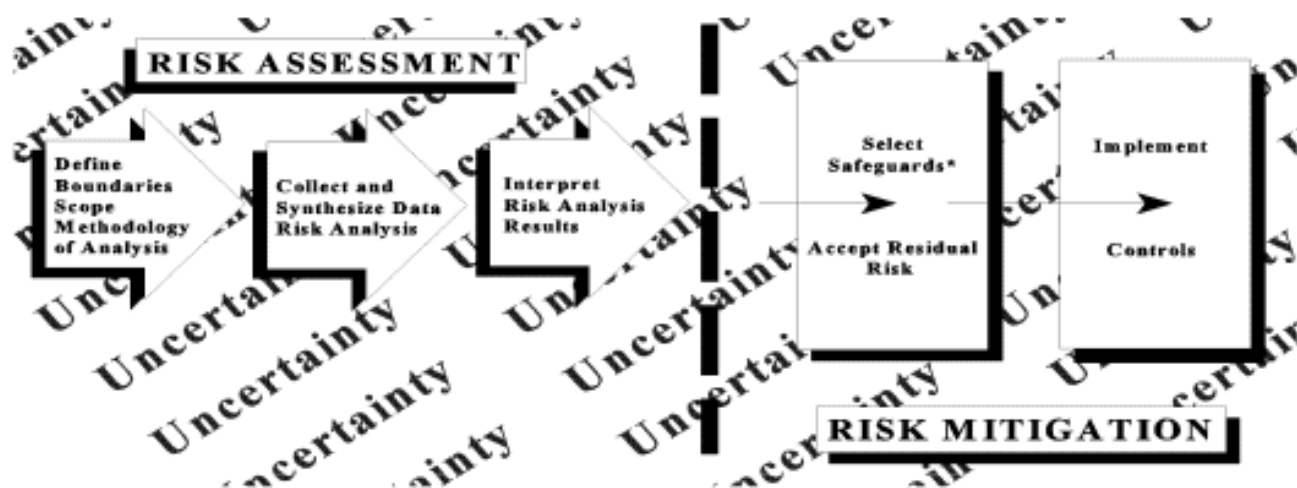 RISK ASSESSMENT
Define
Boundaries
Scope
Methodology
of Analysis
Collect and
Synthesize Data
Risk Analysis
Interpret
Risk Analysis
Results
Select
Safeguards*
Accept Residual
Risk
Implement
Controls
RISK MITIGATION
Uncertainty
Uncertainty
Uncertainty
Uncertainty
Uncertainty
Uncertainty